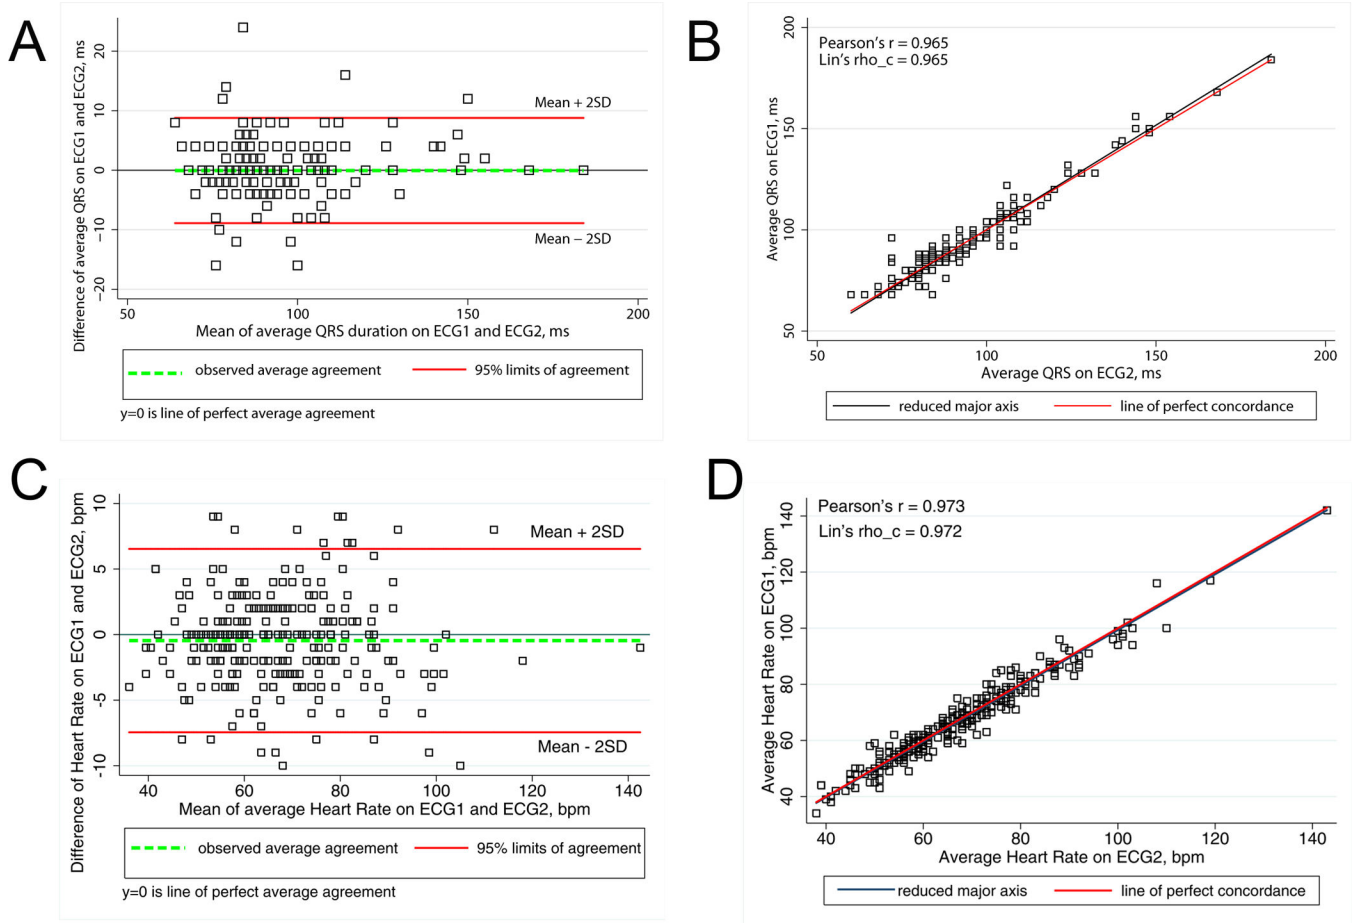 A
Difference of average QRS on ECG1 and ECG2, ms
20
10
0
−10
−20
Mean + 2SD
Mean − 2SD
50
100
150
200
Mean of average QRS duration on ECG1 and ECG2, ms
observed average agreement
95% limits of agreement
y=0 is line of perfect average agreement
B
Average QRS on ECG1, ms
200
150
100
50
Pearson's r = 0.965
Lin's rho_c = 0.965
50
100
150
200
Average QRS on ECG2, ms
reduced major axis
line of perfect concordance
C
Difference of Heart Rate on ECG1 and ECG2, bpm
10
5
0
-5
-10
Mean + 2SD
Mean - 2SD
40
60
80
100
120
140
Mean of average Heart Rate on ECG1 and ECG2, bpm
observed average agreement
95% limits of agreement
y=0 is line of perfect average agreement
D
Average Heart Rate on ECG1, bpm
140
120
100
80
60
40
Pearson's r = 0.973
Lin's rho_c = 0.972
40
60
80
100
120
140
Average Heart Rate on ECG2, bpm
reduced major axis
line of perfect concordance